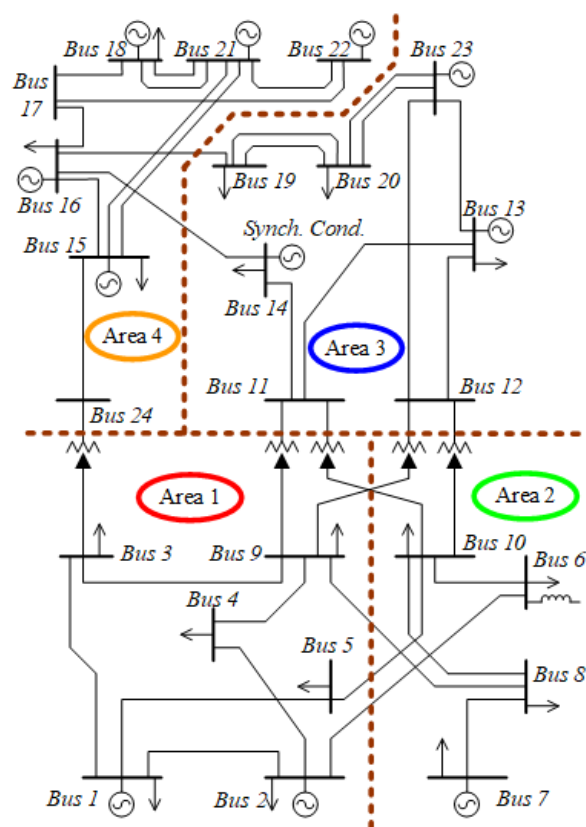 Bus 18
Bus 21
Bus 22
Bus 23
Bus
17
Bus 19
Bus 20
Bus 16
Bus 13
Synch. Cond.
Bus 15
Bus 14
Area 4
Area 3
Bus 11
Bus 12
Bus 24
Area 1
Area 2
Bus 3
Bus 9
Bus 10
Bus 6
Bus 4
Bus 5
Bus 8
Bus 1
Bus 2
Bus 7